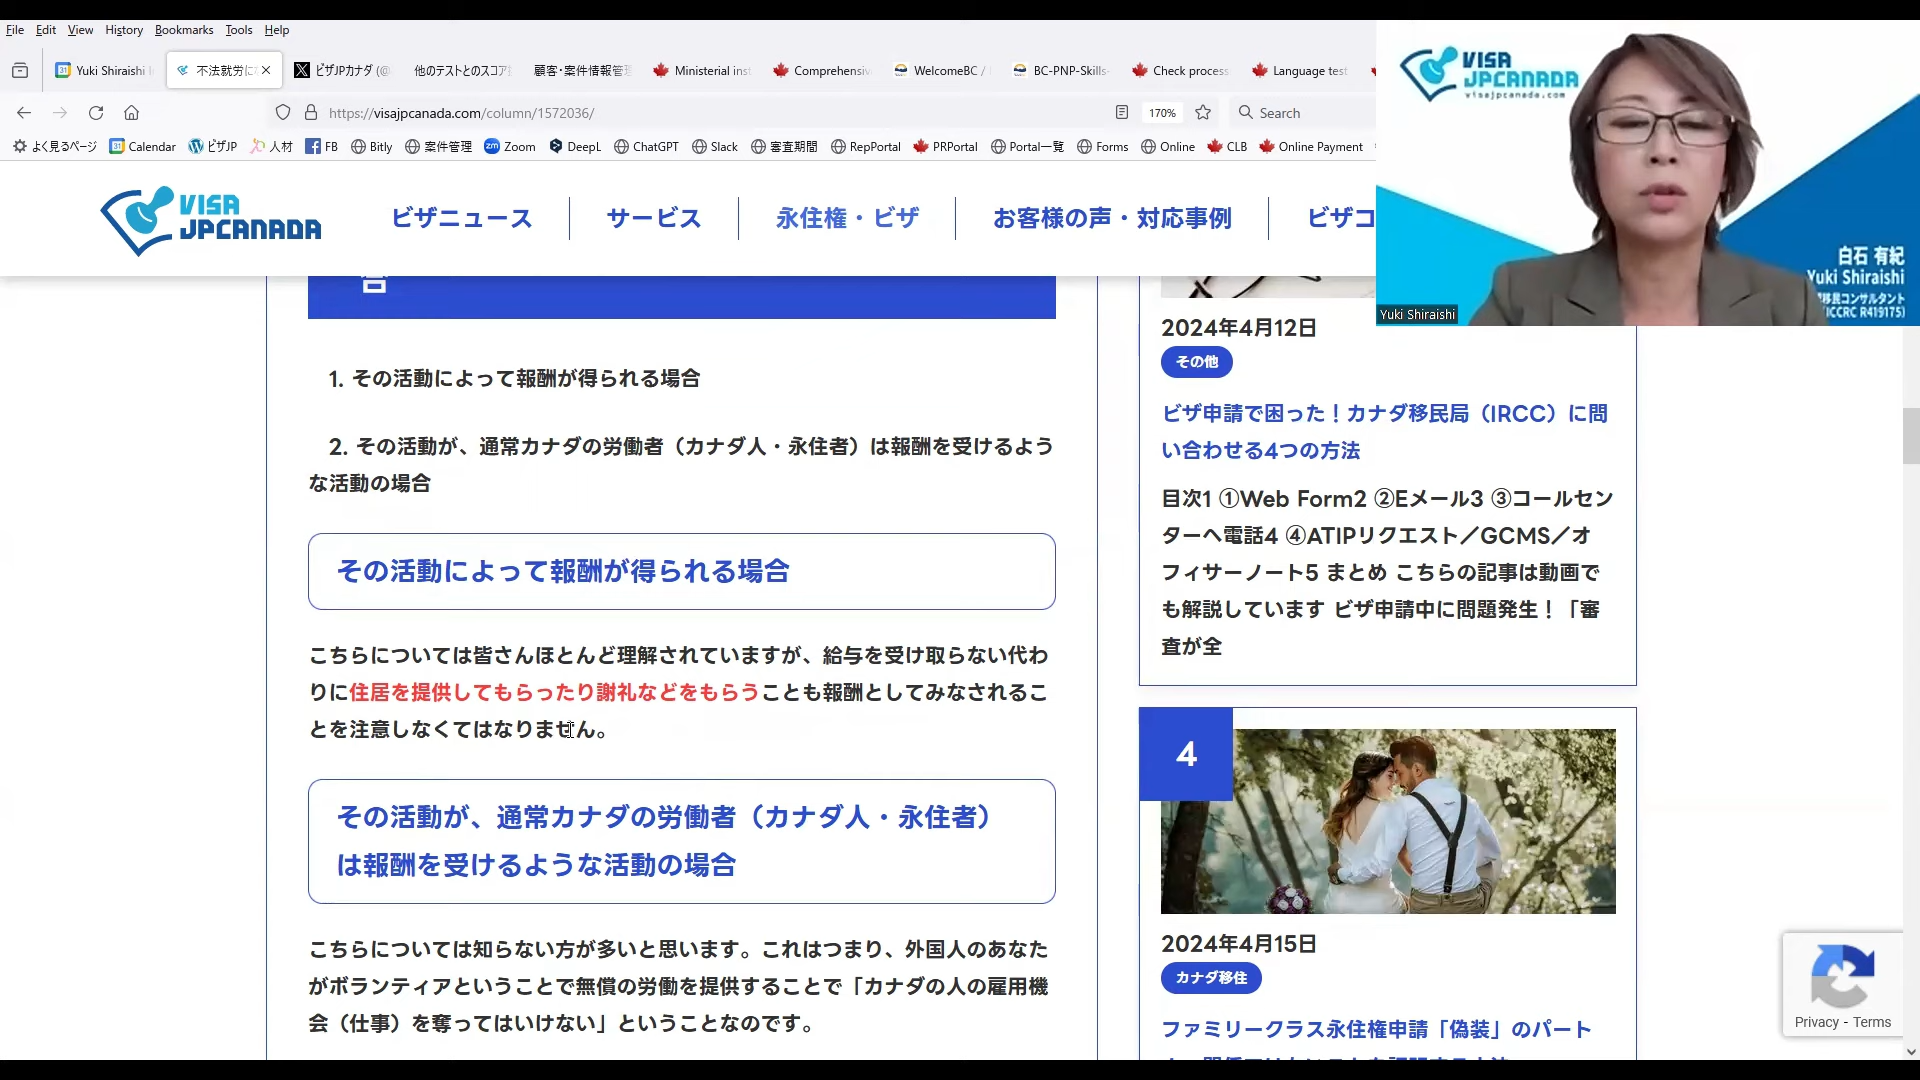 File Edit View History Bookmarks Tools Help
Yuki Shiraishi
不法就労に
ビザJPカナダ (@
他のテストとのスコア
顧客・案件情報管理
Ministerial inst
Comprehensiv
WelcomeBC /
BC-PNP-Skills-
Check process
Language test
https://visajpcanada.com/column/1572036/
170%
Search
よく見るページ Calendar ビザJP 人材 FB Bitly 案件管理 Zoom DeepL ChatGPT Slack 審査期間 RepPortal PRPortal Portal一覧 Forms Online CLB Online Payment
VISA
JPCANADA
ビザニュース
サービス
永住権・ビザ
お客様の声・対応事例
ビザコ
1. その活動によって報酬が得られる場合
2. その活動が、通常カナダの労働者（カナダ人・永住者）は報酬を受けるよう
な活動の場合
その活動によって報酬が得られる場合
こちらについては皆さんほとんど理解されていますが、給与を受け取らない代わ
りに住居を提供してもらったり謝礼などをもらうことも報酬としてみなされるこ
とを注意しなくてはなりません。
その活動が、通常カナダの労働者（カナダ人・永住者）
は報酬を受けるような活動の場合
こちらについては知らない方が多いと思います。これはつまり、外国人のあなた
がボランティアということで無償の労働を提供することで「カナダの人の雇用機
会（仕事）を奪ってはいけない」ということなのです。
2024年4月12日
その他
ビザ申請で困った！カナダ移民局（IRCC）に問
い合わせる4つの方法
目次1 ①Web Form2 ②Eメール3 ③コールセン
ターへ電話4 ④ATIPリクエスト／GCMS／オ
フィサーノート5 まとめ こちらの記事は動画で
も解説しています ビザ申請中に問題発生！「審
査が全
4
2024年4月15日
カナダ移住
ファミリークラス永住権申請「偽装」のパート
Privacy - Terms
VISA
JPCANADA
visajpcanada.com
白石 有紀
Yuki Shiraishi
移民コンサルタント
ICCRC R419175)
Yuki Shiraishi